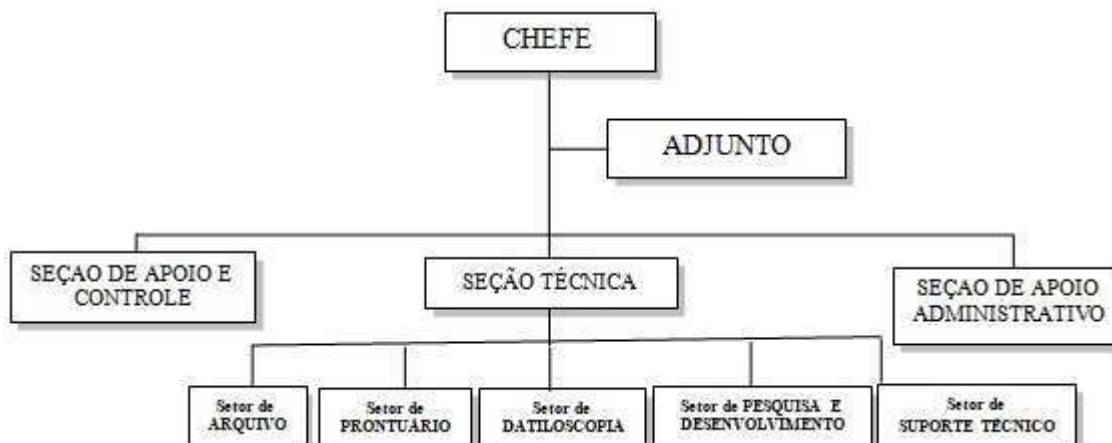 CHEFE
ADJUNTO
SEÇAO DE APOIO E
CONTROLE
SEÇÃO TÉCNICA
SEÇAO DE APOIO
ADMINISTRATIVO
Setor de
ARQUIVO
Setor de
PRONTUÁRIO
Setor de
DATILOSCOPIA
Setor de PESQUISA E
DESENVOLVIMENTO
Setor de
SUPORTE TÉCNICO